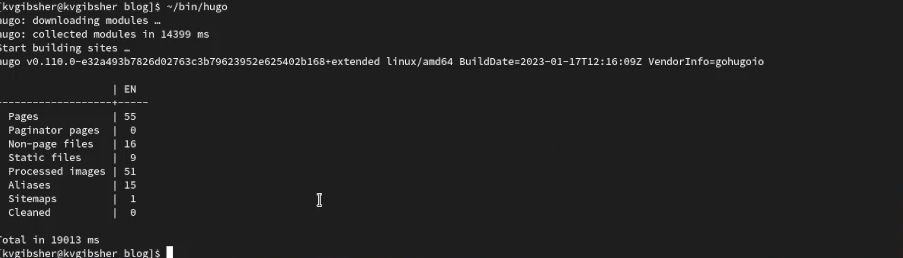 [kvgibsher@kvgibsher blog]$ ~/bin/hugo
hugo: downloading modules …
hugo: collected modules in 14399 ms
Start building sites …
hugo v0.110.0-e32a493b7826d02763c3b79623952e625402b168+extended linux/amd64 BuildDate=2023-01-17T12:16:09Z VendorInfo=gohugoio
| EN
-------------------+-----
Pages | 55
Paginator pages | 0
Non-page files | 16
Static files | 9
Processed images | 51
Aliases | 15
Sitemaps | 1
Cleaned | 0
Total in 19013 ms
[kvgibsher@kvgibsher blog]$